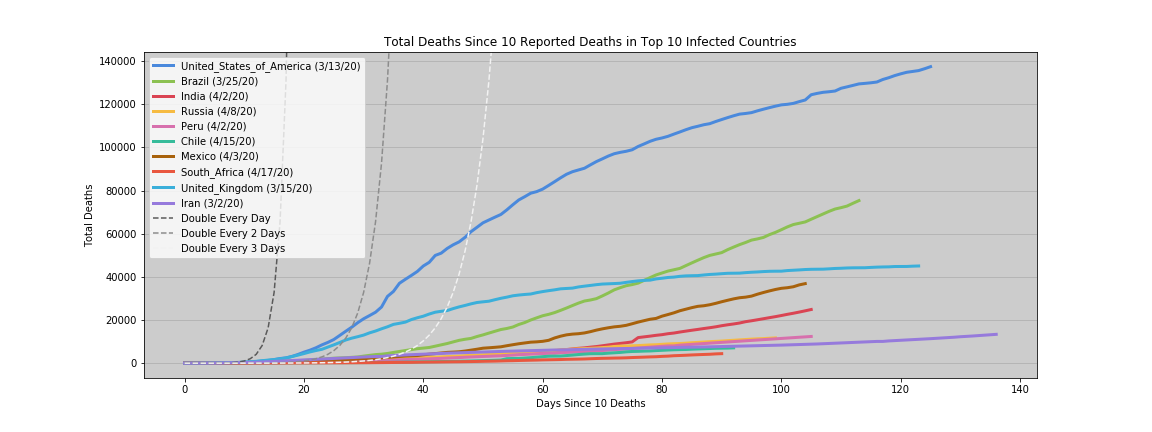 Total Deaths Since 10 Reported Deaths in Top 10 Infected Countries
140000
120000
100000
80000
60000
40000
20000
0
Total Deaths
United_States_of_America (3/13/20)
Brazil (3/25/20)
India (4/2/20)
Russia (4/8/20)
Peru (4/2/20)
Chile (4/15/20)
Mexico (4/3/20)
South_Africa (4/17/20)
United_Kingdom (3/15/20)
Iran (3/2/20)
Double Every Day
Double Every 2 Days
Double Every 3 Days
0 20 40 60 80 100 120 140
Days Since 10 Deaths